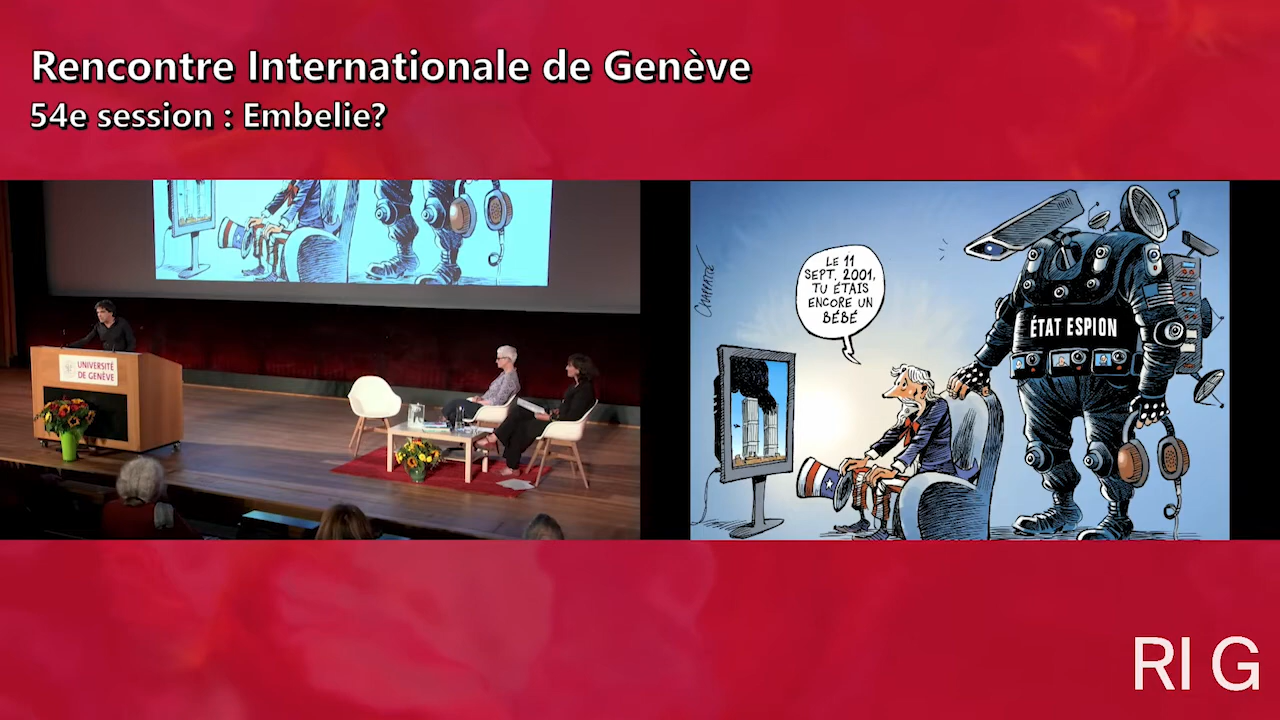 Rencontre Internationale de Genève
54e session : Embelie?
UNIVERSITÉ
DE GENÈVE
CHAPPATTE
LE 11
SEPT. 2001,
TU ÉTAIS
ENCORE UN
BÉBÉ
ÉTAT ESPION
RI G